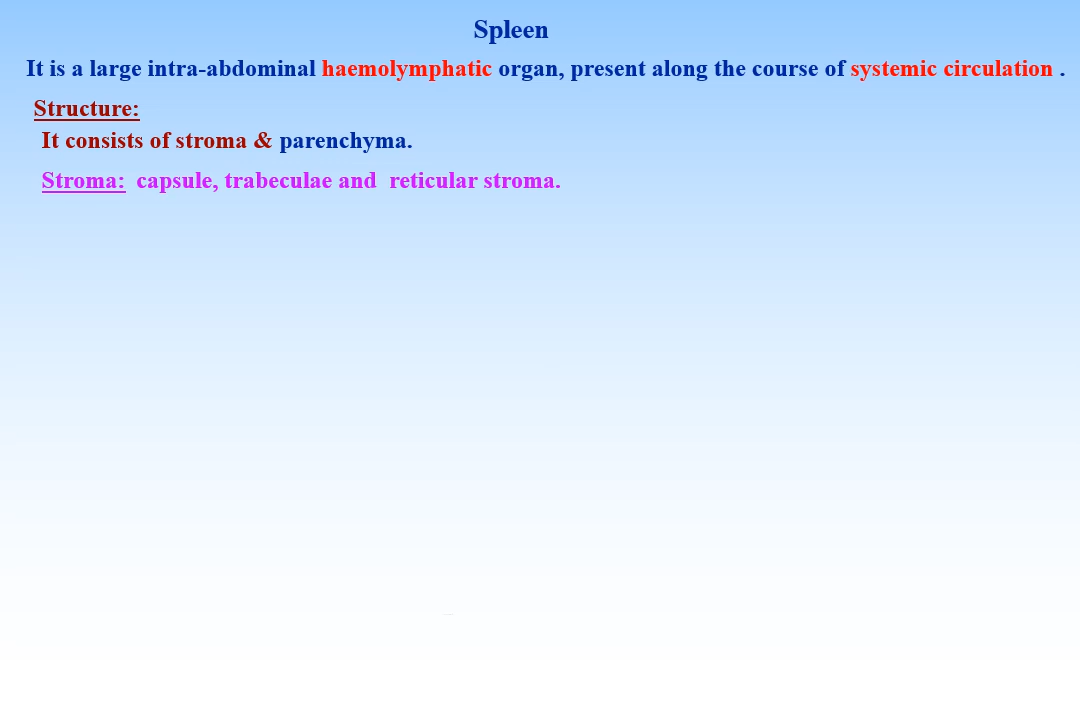 Spleen
It is a large intra-abdominal haemolymphatic organ, present along the course of systemic circulation .
Structure:
It consists of stroma & parenchyma.
Stroma: capsule, trabeculae and reticular stroma.